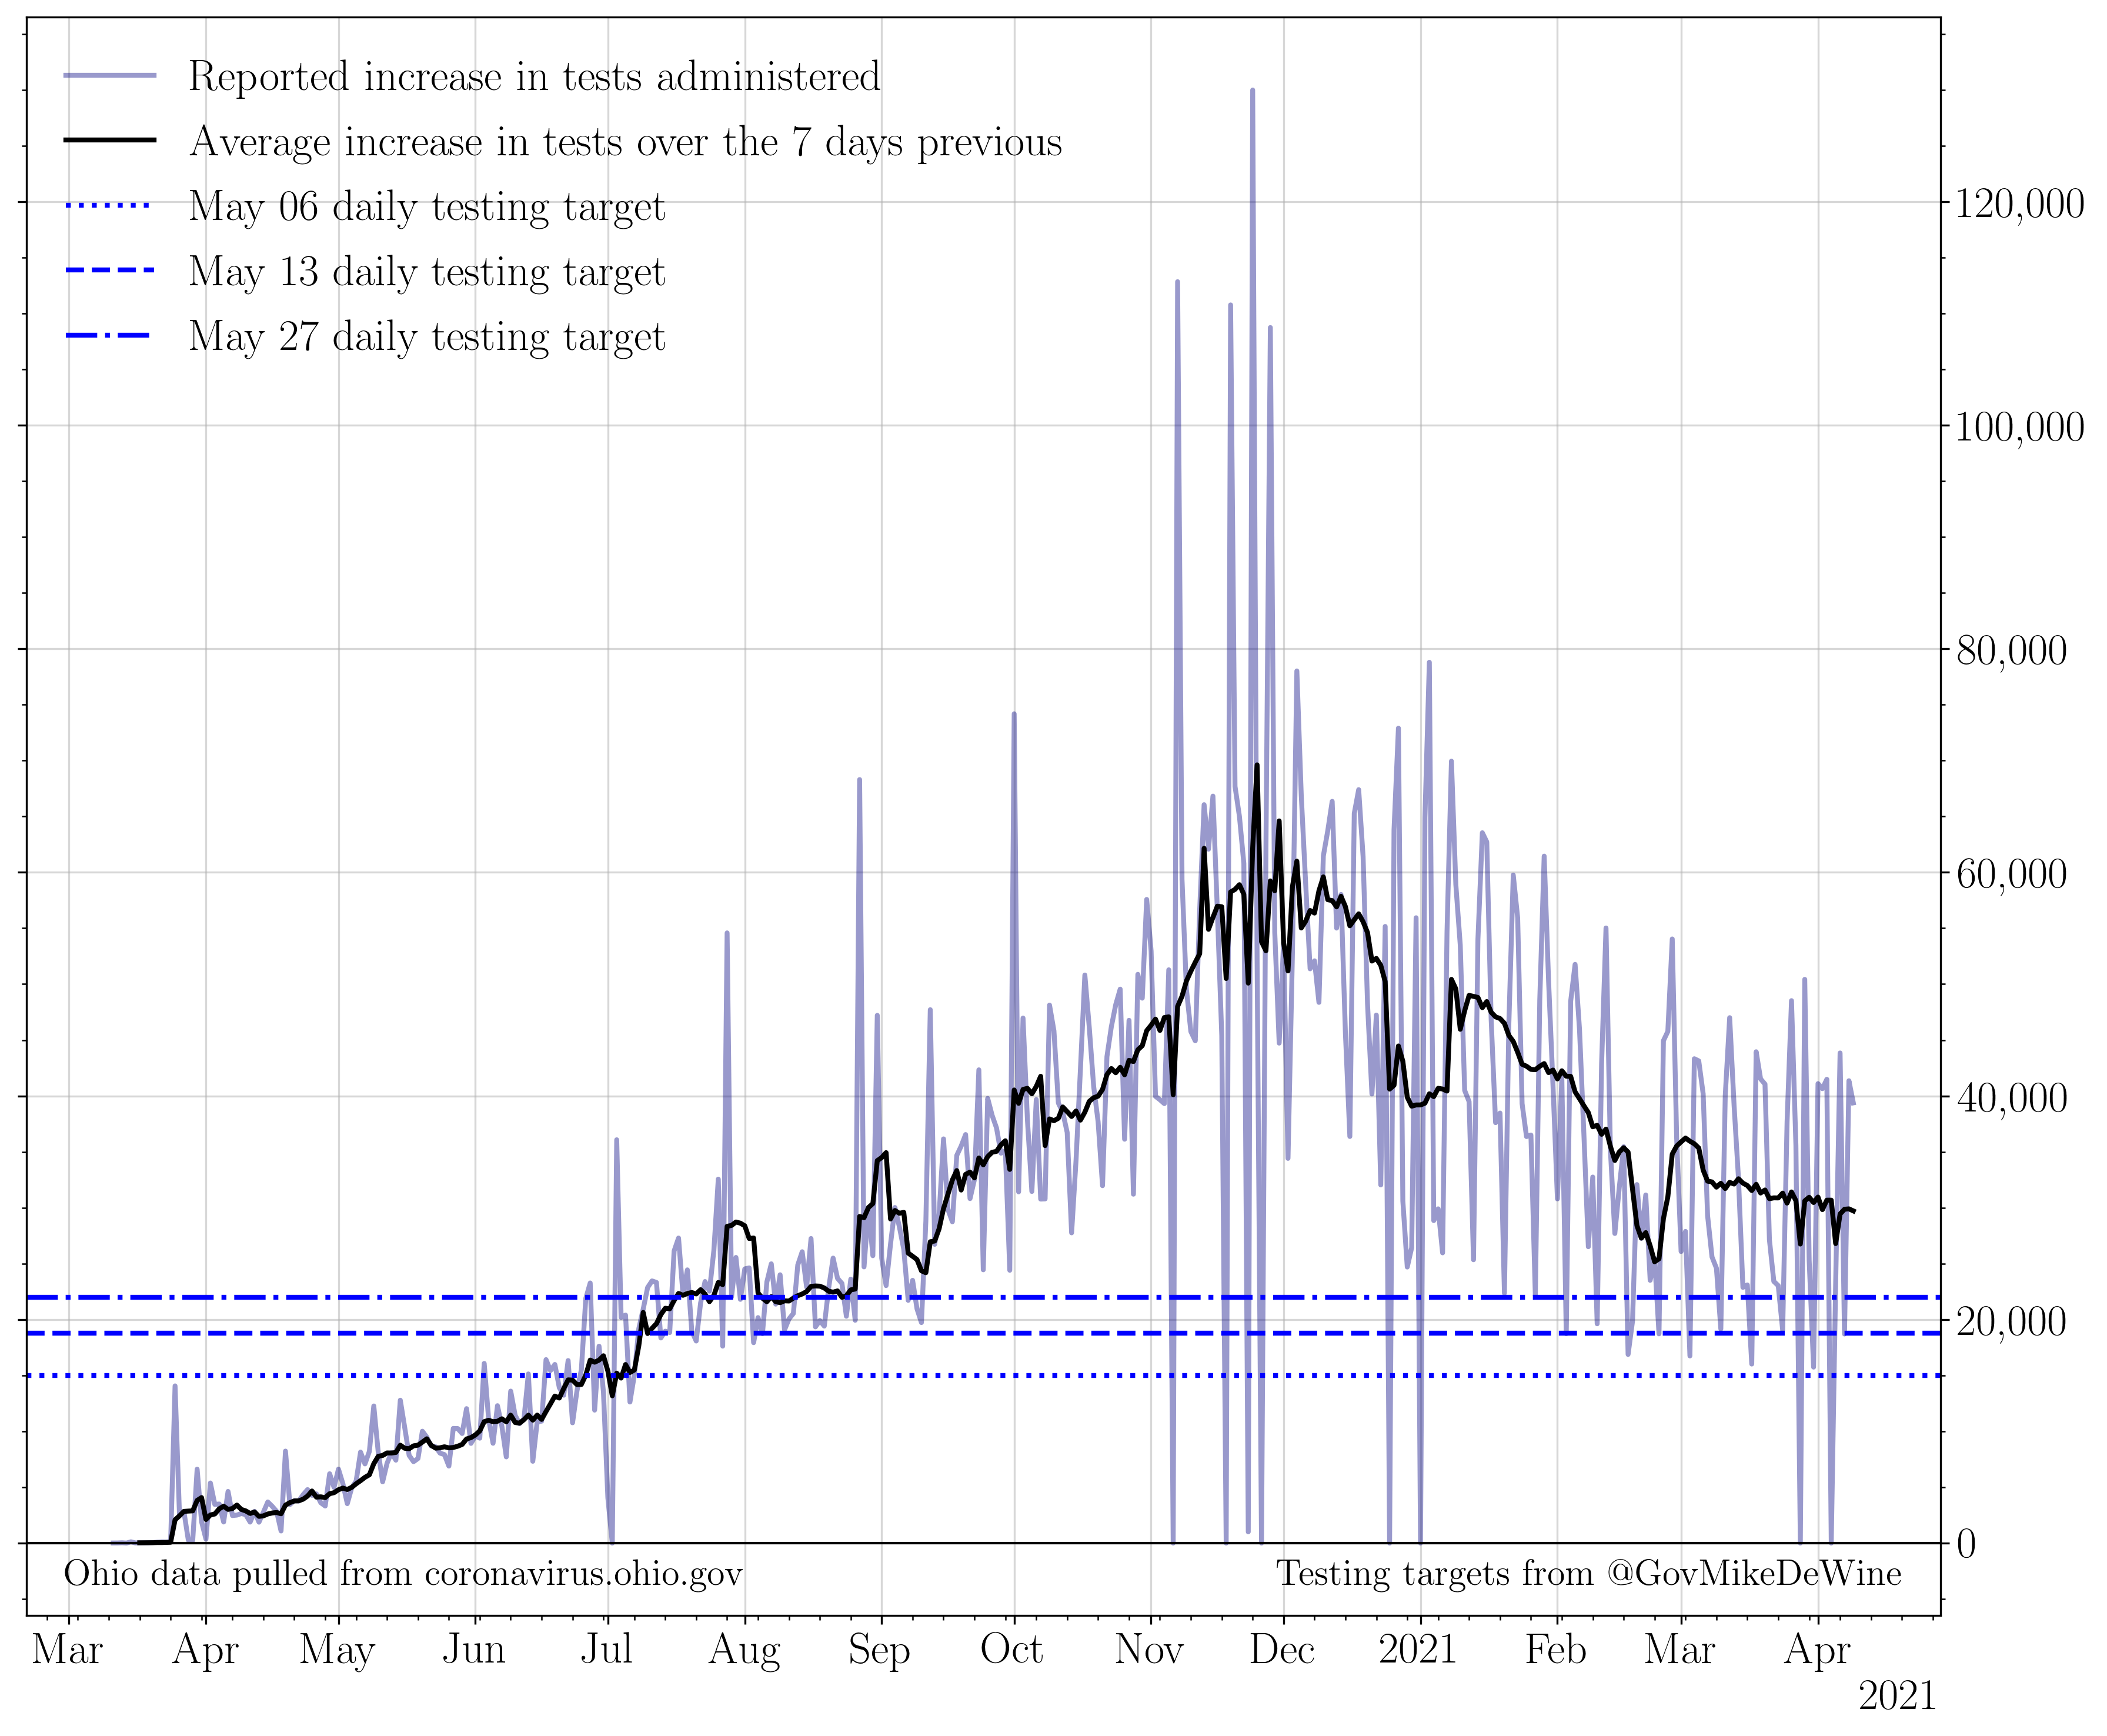 Reported increase in tests administered
Average increase in tests over the 7 days previous
May 06 daily testing target
May 13 daily testing target
May 27 daily testing target
120,000
100,000
80,000
60,000
40,000
20,000
0
Ohio data pulled from coronavirus.ohio.gov
Testing targets from @GovMikeDeWine
Mar Apr May Jun Jul Aug Sep Oct Nov Dec 2021 Feb Mar Apr
2021